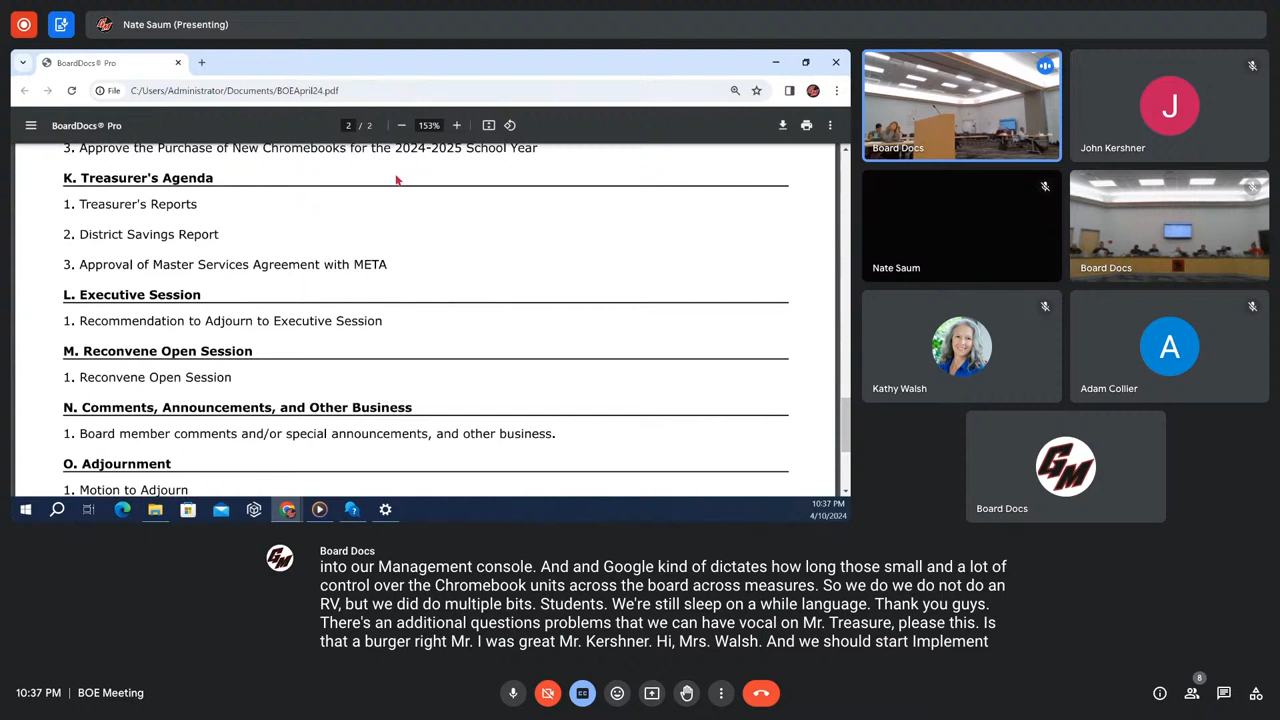 Nate Saum (Presenting)
BoardDocs® Pro
File
C:/Users/Administrator/Documents/BOEApril24.pdf
BoardDocs® Pro
2 / 2
153%
3. Approve the Purchase of New Chromebooks for the 2024-2025 School Year
K. Treasurer's Agenda
1. Treasurer's Reports
2. District Savings Report
3. Approval of Master Services Agreement with META
L. Executive Session
1. Recommendation to Adjourn to Executive Session
M. Reconvene Open Session
1. Reconvene Open Session
N. Comments, Announcements, and Other Business
1. Board member comments and/or special announcements, and other business.
O. Adjournment
1. Motion to Adjourn
10:37 PM
4/10/2024
Board Docs
J
John Kershner
Nate Saum
Board Docs
Kathy Walsh
A
Adam Collier
GM
Board Docs
Board Docs
into our Management console. And and Google kind of dictates how long those small and a lot of
control over the Chromebook units across the board across measures. So we do we do not do an
RV, but we did do multiple bits. Students. We're still sleep on a while language. Thank you guys.
There's an additional questions problems that we can have vocal on Mr. Treasure, please this. Is
that a burger right Mr. I was great Mr. Kershner. Hi, Mrs. Walsh. And we should start Implement
10:37 PM
BOE Meeting
CC
8